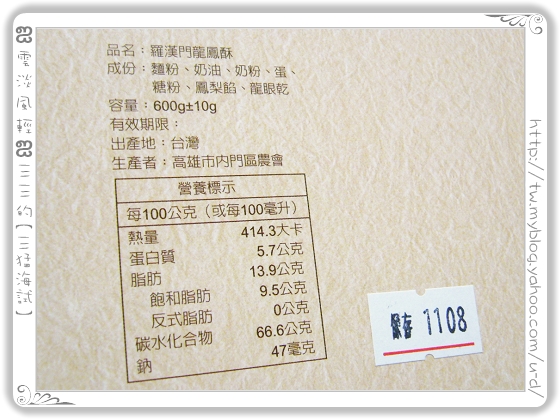 品名：羅漢門龍鳳酥
成份：麵粉、奶油、奶粉、蛋、
糖粉、鳳梨餡、龍眼乾
容量：600g±10g
有效期限：
出產地：台灣
生產者：高雄市內門區農會
營養標示
每100公克（或每100毫升）
熱量 414.3大卡
蛋白質 5.7公克
脂肪 13.9公克
飽和脂肪 9.5公克
反式脂肪 0公克
碳水化合物 66.6公克
鈉 47毫克
1108
雲淡風輕
三三三的【三猛海試】
http://tw.myblog.yahoo.com/u-d/